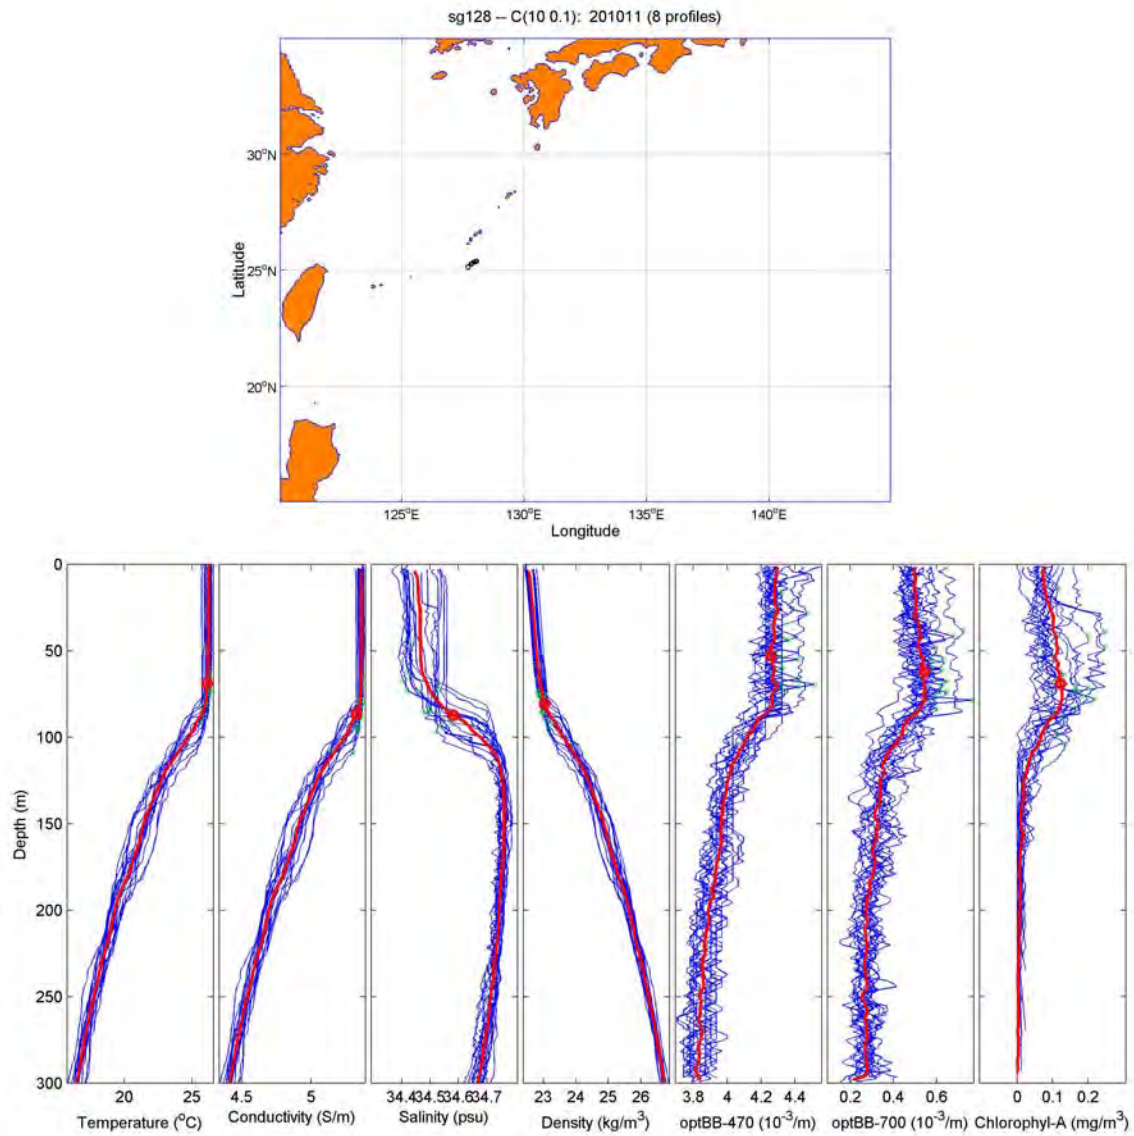 sg128 -- C(10 0.1): 201011 (8 profiles)
30°N
25°N
20°N
Latitude
125°E 130°E 135°E 140°E
Longitude
0
50
100
150
200
250
300
Depth (m)
20 25 4.5 5 34.4 34.5 34.6 34.7 23 24 25 26 3.8 4 4.2 4.4 0.2 0.4 0.6 0 0.1 0.2
Temperature (°C) Conductivity (S/m) Salinity (psu) Density (kg/m³) optBB-470 (10⁻³/m) optBB-700 (10⁻³/m) Chlorophyl-A (mg/m³)